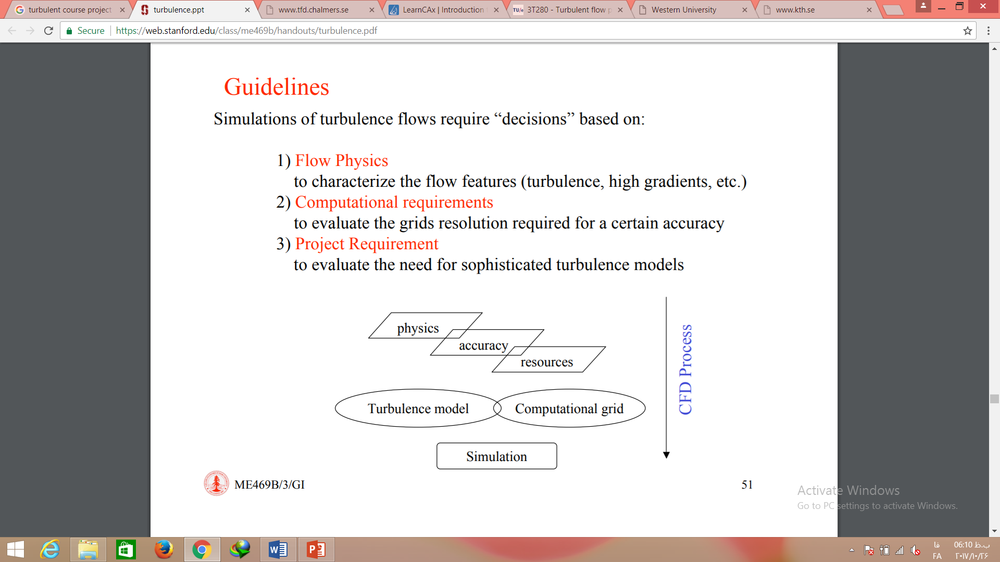 turbulent course project
turbulence.ppt
www.tfd.chalmers.se
LearnCAx | Introduction
TU/e 3T280 - Turbulent flow p
Western University
www.kth.se
Secure https://web.stanford.edu/class/me469b/handouts/turbulence.pdf
Guidelines
Simulations of turbulence flows require “decisions” based on:
1) Flow Physics
to characterize the flow features (turbulence, high gradients, etc.)
2) Computational requirements
to evaluate the grids resolution required for a certain accuracy
3) Project Requirement
to evaluate the need for sophisticated turbulence models
physics
accuracy
resources
CFD Process
Turbulence model
Computational grid
Simulation
ME469B/3/GI
51
Activate Windows
Go to PC settings to activate Windows.
فا
FA
06:10 ب.ظ
۲۰۱۷/۱۰/۲۶